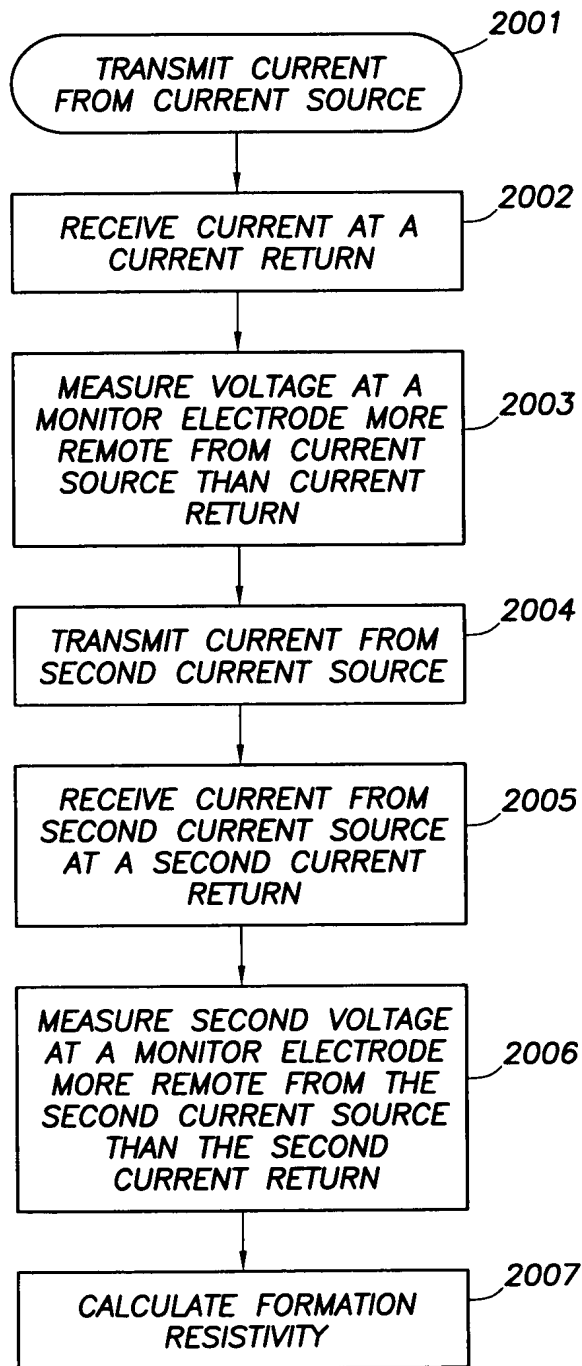 2001
TRANSMIT CURRENT
FROM CURRENT SOURCE
2002
RECEIVE CURRENT AT A
CURRENT RETURN
2003
MEASURE VOLTAGE AT A
MONITOR ELECTRODE MORE
REMOTE FROM CURRENT
SOURCE THAN CURRENT
RETURN
2004
TRANSMIT CURRENT FROM
SECOND CURRENT SOURCE
2005
RECEIVE CURRENT FROM
SECOND CURRENT SOURCE
AT A SECOND CURRENT
RETURN
2006
MEASURE SECOND VOLTAGE
AT A MONITOR ELECTRODE
MORE REMOTE FROM THE
SECOND CURRENT SOURCE
THAN THE SECOND
CURRENT RETURN
2007
CALCULATE FORMATION
RESISTIVITY